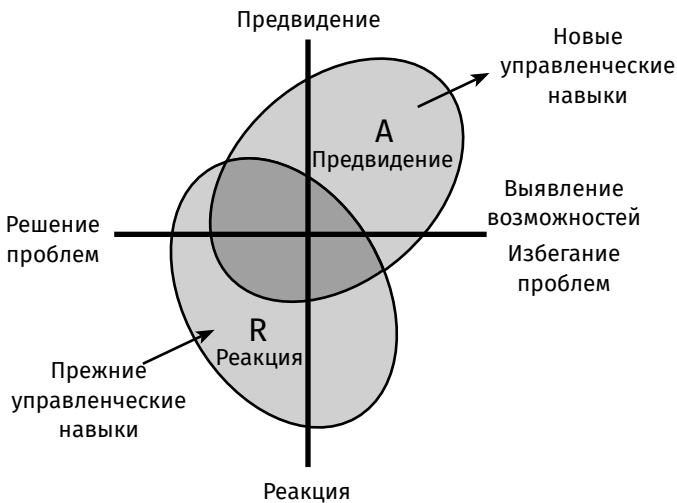 Предвидение
Новые
управленческие
навыки
A
Предвидение
Выявление
возможностей
Решение
проблем
Избегание
проблем
R
Реакция
Прежние
управленческие
навыки
Реакция